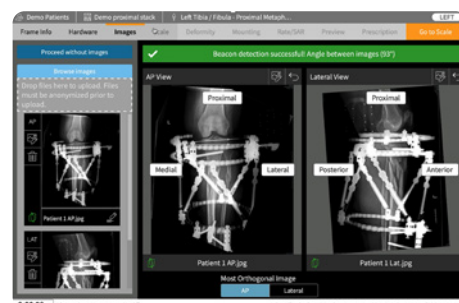 Demo Patients
Demo proximal stack
Left Tibia / Fibula - Proximal Metaph...
LEFT
Frame Info
Hardware
Images
Scale
Deformity
Mounting
Rate/SAR
Preview
Prescription
Go to Scale
Proceed without images
Beacon detection successful! Angle between images (93°)
Browse Images
Drop files here to upload. Files
must be anonymized prior to
upload.
AP View
Lateral View
AP
Proximal
Proximal
Medial
Lateral
Posterior
Anterior
Patient 1 AP.jpg
LAT
Patient 1 AP.jpg
Patient 1 Lat.jpg
Most Orthogonal Image
AP
Lateral